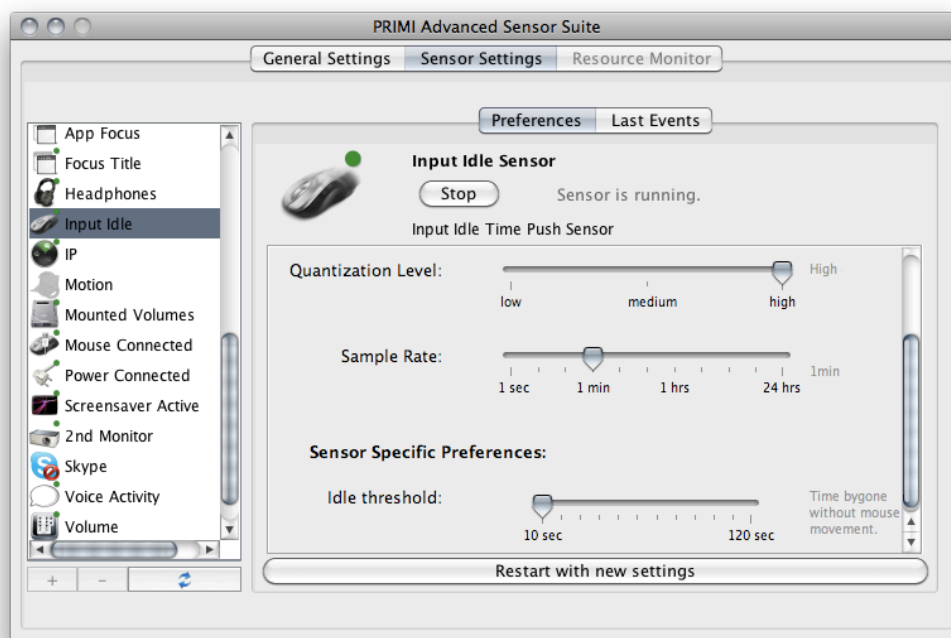 PRIMI Advanced Sensor Suite
General Settings Sensor Settings Resource Monitor
App Focus
Focus Title
Headphones
Input Idle
IP
Motion
Mounted Volumes
Mouse Connected
Power Connected
Screensaver Active
2nd Monitor
Skype
Voice Activity
Volume
+ -
Preferences Last Events
Input Idle Sensor
Stop Sensor is running.
Input Idle Time Push Sensor
Quantization Level: High
low medium high
Sample Rate: 1min
1 sec 1 min 1 hrs 24 hrs
Sensor Specific Preferences:
Idle threshold:
10 sec 120 sec
Time bygone
without mouse
movement.
Restart with new settings